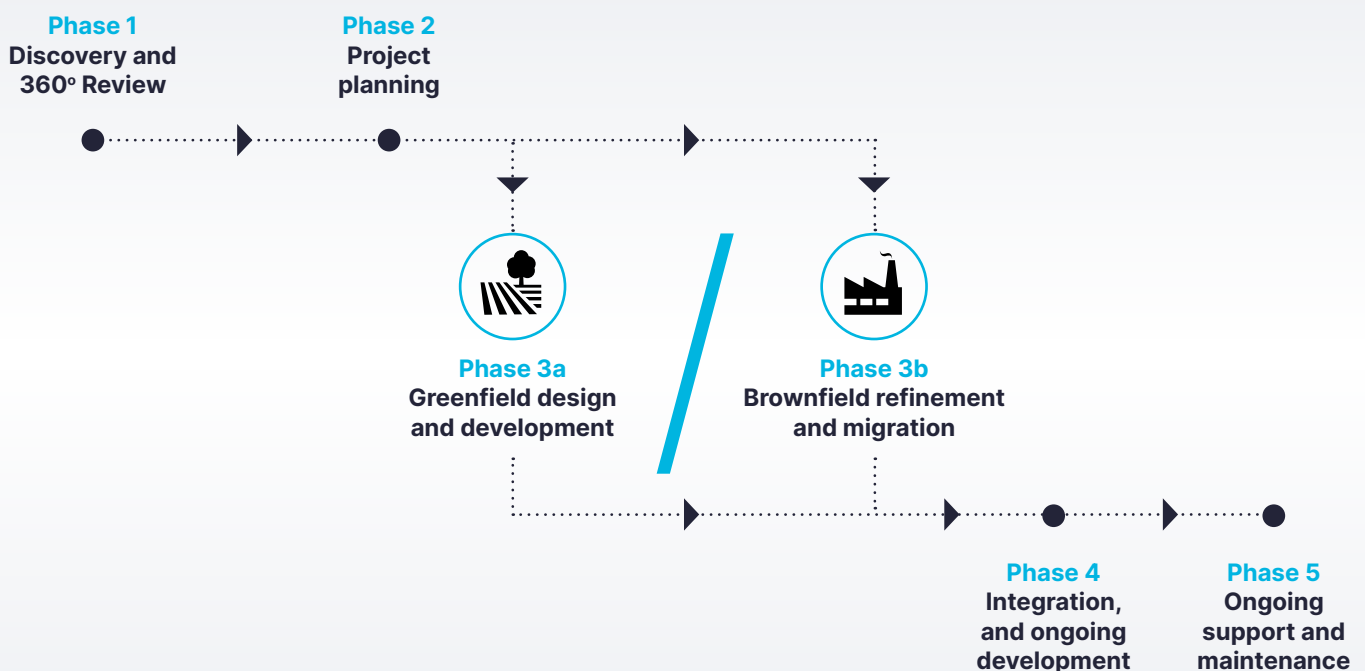 Phase 1
Discovery and
360º Review
Phase 2
Project
planning
Phase 3a
Greenfield design
and development
Phase 3b
Brownfield refinement
and migration
Phase 4
Integration,
and ongoing
development
Phase 5
Ongoing
support and
maintenance